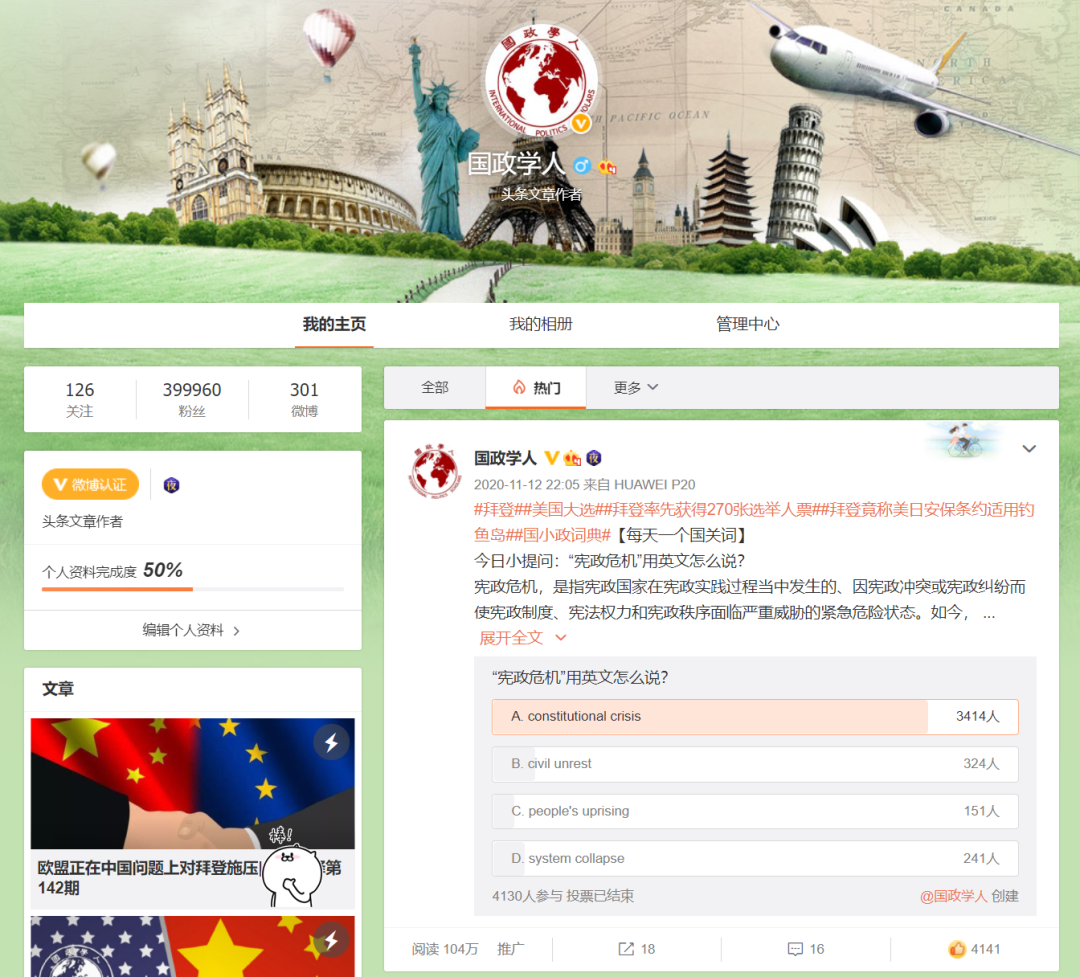 CANADA
國政學人
INTERNATIONAL POLITICS SCHOLARS
NORTH
PACIFIC OCEAN
MEXICO
国政学人
头条文章作者
我的主页
我的相册
管理中心
126
399960
301
关注
粉丝
微博
全部
热门
更多
V 微博认证
夜
头条文章作者
个人资料完成度 50%
编辑个人资料
文章
棒!
欧盟正在中国问题上对拜登施压
第
142期
国政学人
夜
2020-11-12 22:05 来自 HUAWEI P20
#拜登##美国大选##拜登率先获得270张选举人票##拜登竟称美日安保条约适用钓
鱼岛##国小政词典#【每天一个国关词】
今日小提问：“宪政危机”用英文怎么说？
宪政危机，是指宪政国家在宪政实践过程当中发生的、因宪政冲突或宪政纠纷而
使宪政制度、宪法权力和宪政秩序面临严重威胁的紧急危险状态。如今， ...
展开全文
“宪政危机”用英文怎么说？
A. constitutional crisis 3414人
B. civil unrest 324人
C. people's uprising 151人
D. system collapse 241人
4130人参与 投票已结束 @国政学人 创建
阅读 104万 推广 18 16 4141